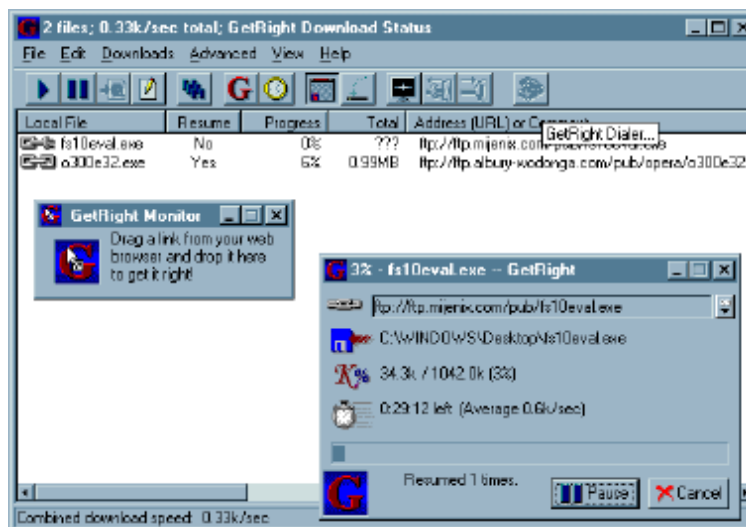 2 files; 0.33k/sec total; GetRight Download Status
File Edit Downloads Advanced View Help
Local File Resume Progress Total Address (URL) or Comment
GetRight Dialer...
fs10eval.exe No 0% ??? ftp://ftp.mijenix.com/pub/fs10eval.exe
o300e32.exe Yes 6% 0.99MB ftp://ftp.albury-wodonga.com/pub/opera/o300e32
GetRight Monitor
Drag a link from your web
browser and drop it here
to get it right!
3% - fs10eval.exe -- GetRight
ftp://ftp.mijenix.com/pub/fs10eval.exe
C:\WINDOWS\Desktop\fs10eval.exe
K% 34.3k / 1042.0k (3%)
0:29:12 left (Average 0.6k/sec)
Resumed 1 times.
Pause Cancel
Combined download speed: 0.33k/sec